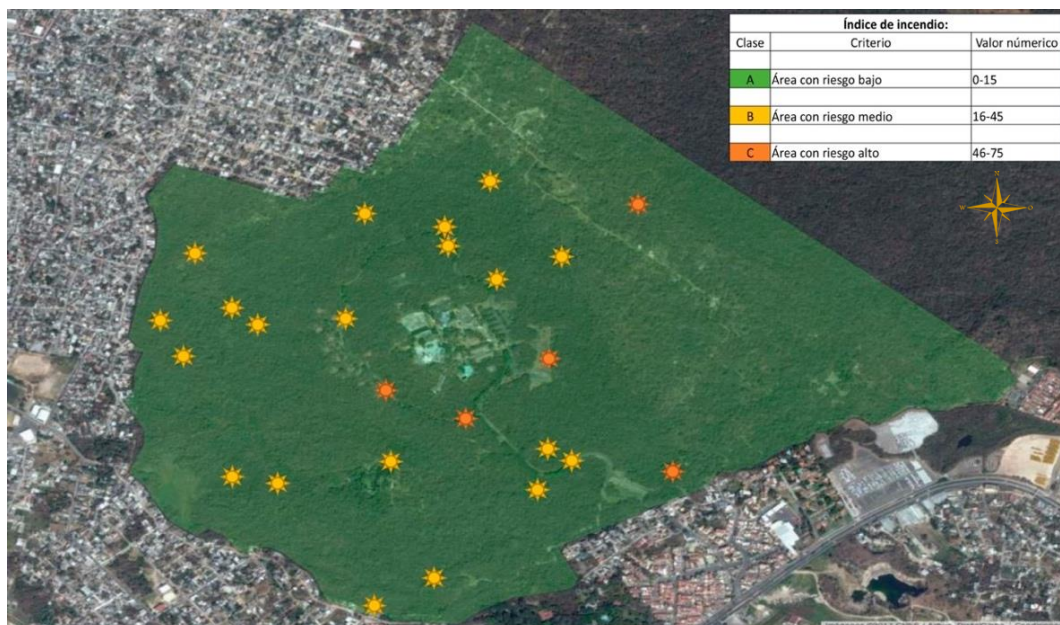 Índice de incendio:
Clase Criterio Valor númerico
A Área con riesgo bajo 0-15
B Área con riesgo medio 16-45
C Área con riesgo alto 46-75
N
W
S